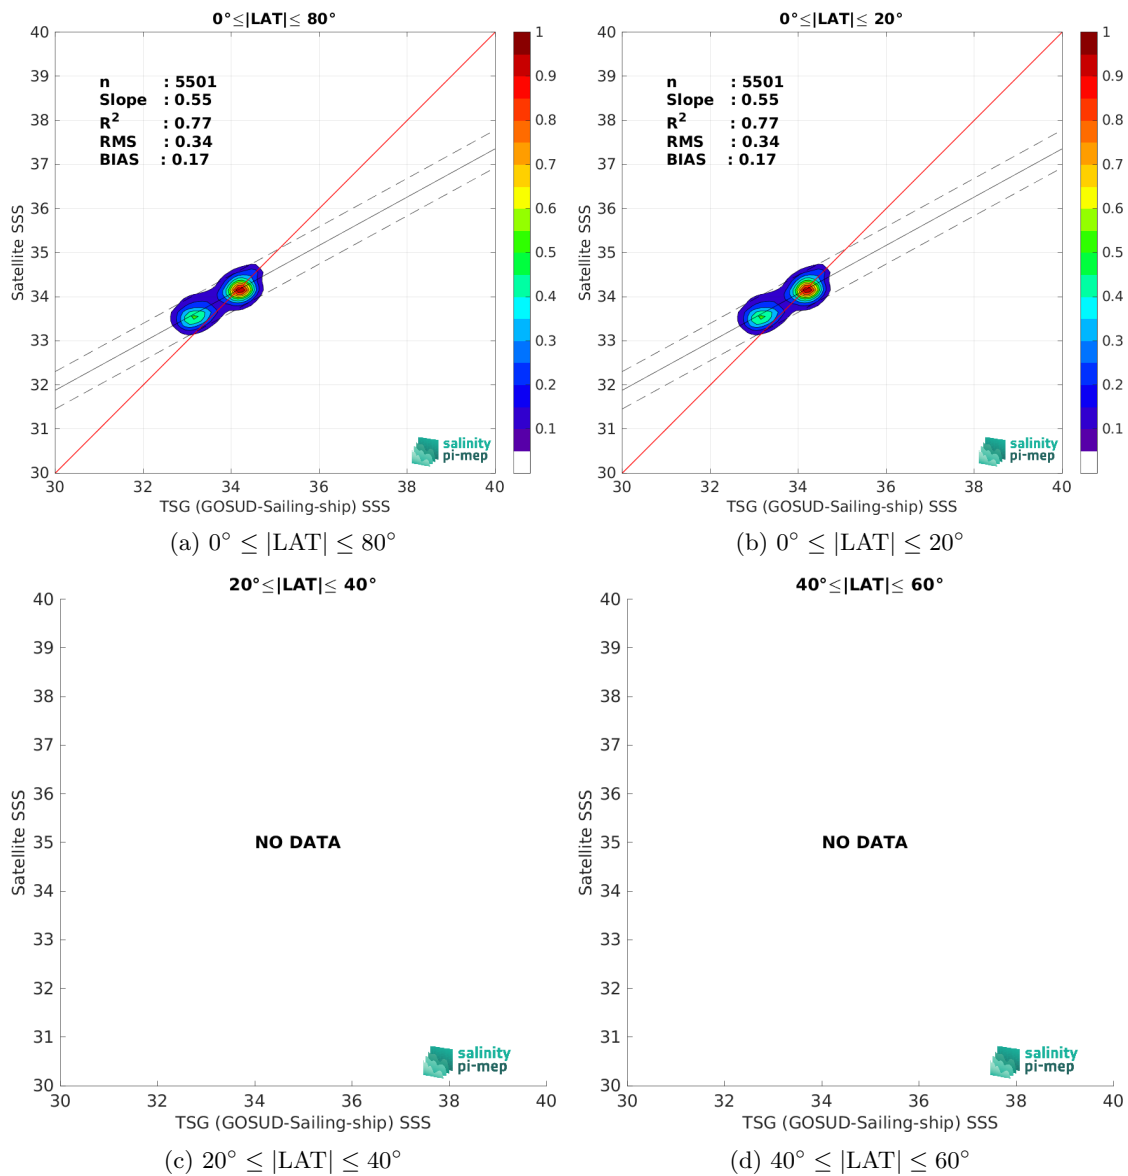 0°≤|LAT|≤ 80°
40
39
38
37
36
35
34
33
32
31
30
Satellite SSS
n : 5501
Slope : 0.55
R² : 0.77
RMS : 0.34
BIAS : 0.17
salinity
pi-mep
30 32 34 36 38 40
TSG (GOSUD-Sailing-ship) SSS
1
0.9
0.8
0.7
0.6
0.5
0.4
0.3
0.2
0.1
(a) 0° ≤ |LAT| ≤ 80°
0°≤|LAT|≤ 20°
40
39
38
37
36
35
34
33
32
31
30
Satellite SSS
n : 5501
Slope : 0.55
R² : 0.77
RMS : 0.34
BIAS : 0.17
salinity
pi-mep
30 32 34 36 38 40
TSG (GOSUD-Sailing-ship) SSS
1
0.9
0.8
0.7
0.6
0.5
0.4
0.3
0.2
0.1
(b) 0° ≤ |LAT| ≤ 20°
20°≤|LAT|≤ 40°
40
39
38
37
36
35
34
33
32
31
30
Satellite SSS
NO DATA
salinity
pi-mep
30 32 34 36 38 40
TSG (GOSUD-Sailing-ship) SSS
(c) 20° ≤ |LAT| ≤ 40°
40°≤|LAT|≤ 60°
40
39
38
37
36
35
34
33
32
31
30
Satellite SSS
NO DATA
salinity
pi-mep
30 32 34 36 38 40
TSG (GOSUD-Sailing-ship) SSS
(d) 40° ≤ |LAT| ≤ 60°